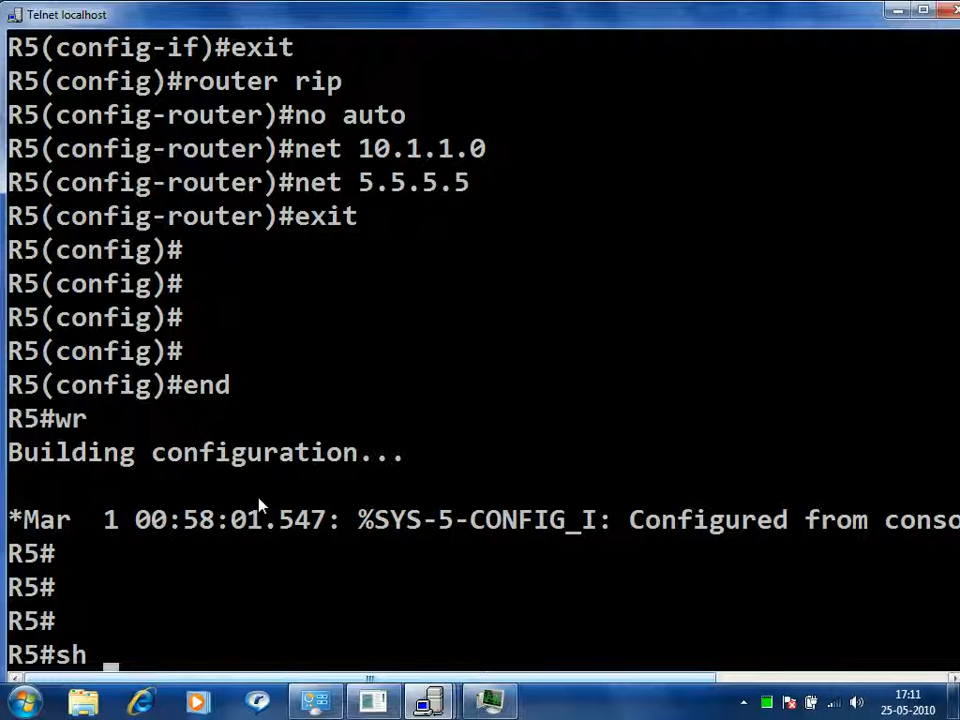 Telnet localhost
R5(config-if)#exit
R5(config)#router rip
R5(config-router)#no auto
R5(config-router)#net 10.1.1.0
R5(config-router)#net 5.5.5.5
R5(config-router)#exit
R5(config)#
R5(config)#
R5(config)#
R5(config)#
R5(config)#end
R5#wr
Building configuration...
*Mar  1 00:58:01.547: %SYS-5-CONFIG_I: Configured from conso
R5#
R5#
R5#
R5#sh
17:11
25-05-2010